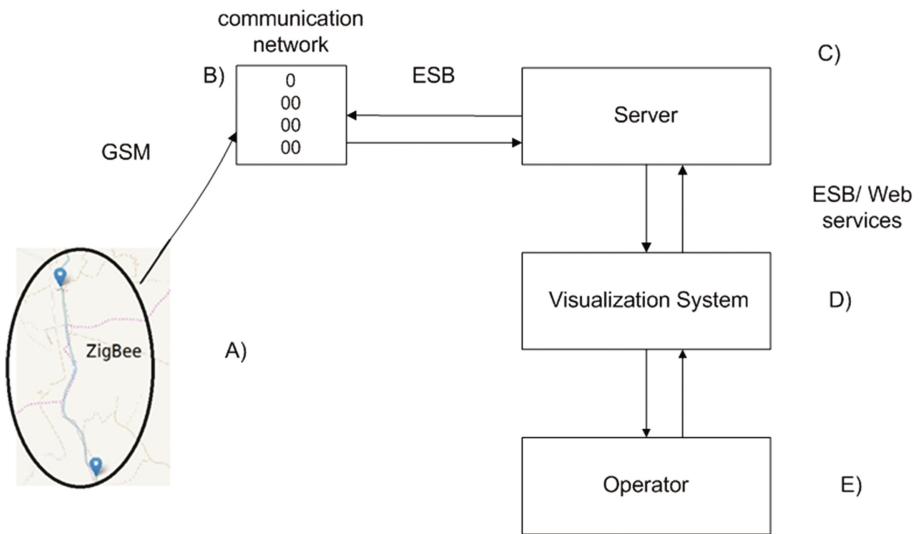 communication
network
B)
0
00
00
00
ESB
C)
Server
GSM
ESB/ Web
services
Visualization System
D)
ZigBee
A)
Operator
E)